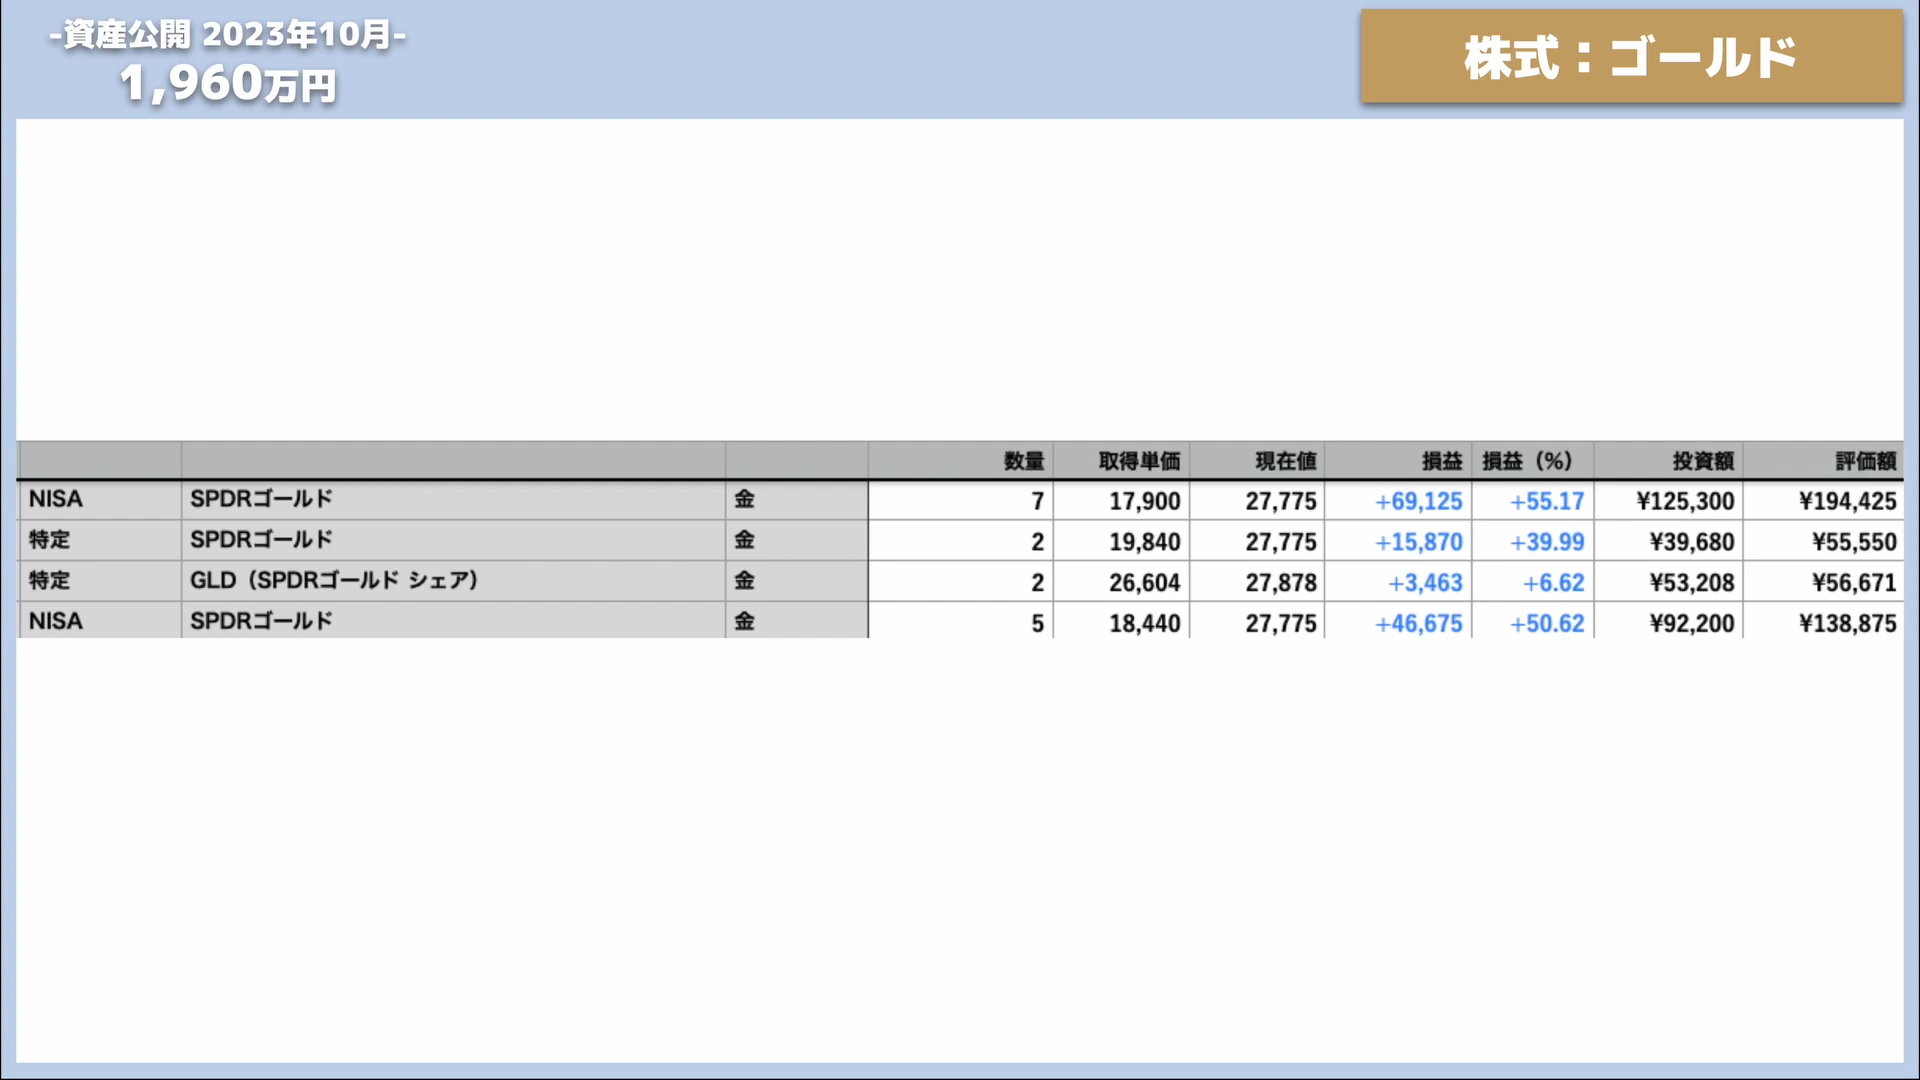 -資産公開 2023年10月-
1,960万円
株式：ゴールド
数量 取得単価 現在値 損益 損益（%） 投資額 評価額
NISA SPDRゴールド 金 7 17,900 27,775 +69,125 +55.17 ¥125,300 ¥194,425
特定 SPDRゴールド 金 2 19,840 27,775 +15,870 +39.99 ¥39,680 ¥55,550
特定 GLD（SPDRゴールド シェア） 金 2 26,604 27,878 +3,463 +6.62 ¥53,208 ¥56,671
NISA SPDRゴールド 金 5 18,440 27,775 +46,675 +50.62 ¥92,200 ¥138,875